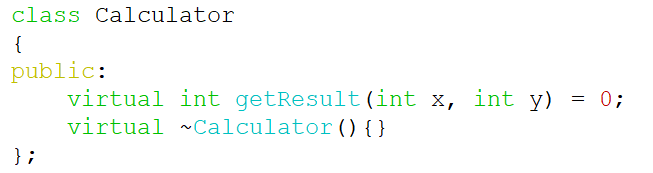 class Calculator
{
public:
    virtual int getResult(int x, int y) = 0;
    virtual ~Calculator(){}
};